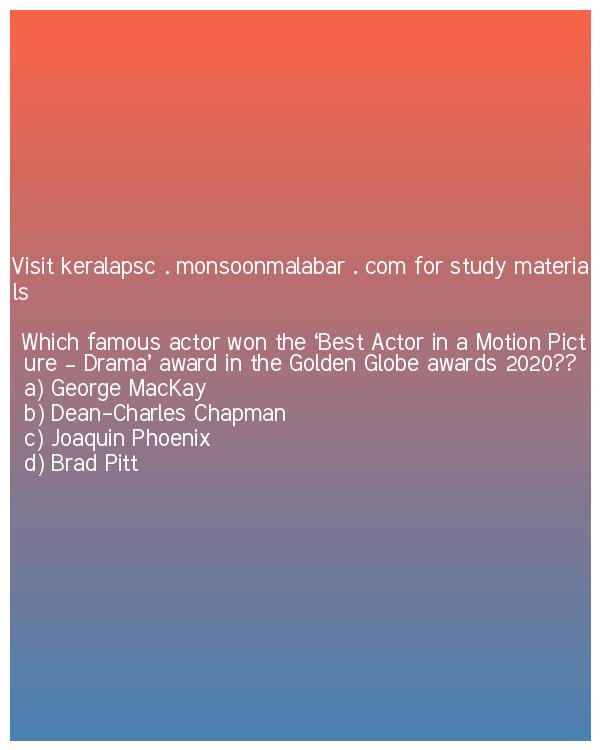 Visit keralapsc . monsoonmalabar . com for study materia
ls
Which famous actor won the ‘Best Actor in a Motion Pict
ure - Drama’ award in the Golden Globe awards 2020??
a) George MacKay
b) Dean-Charles Chapman
c) Joaquin Phoenix
d) Brad Pitt